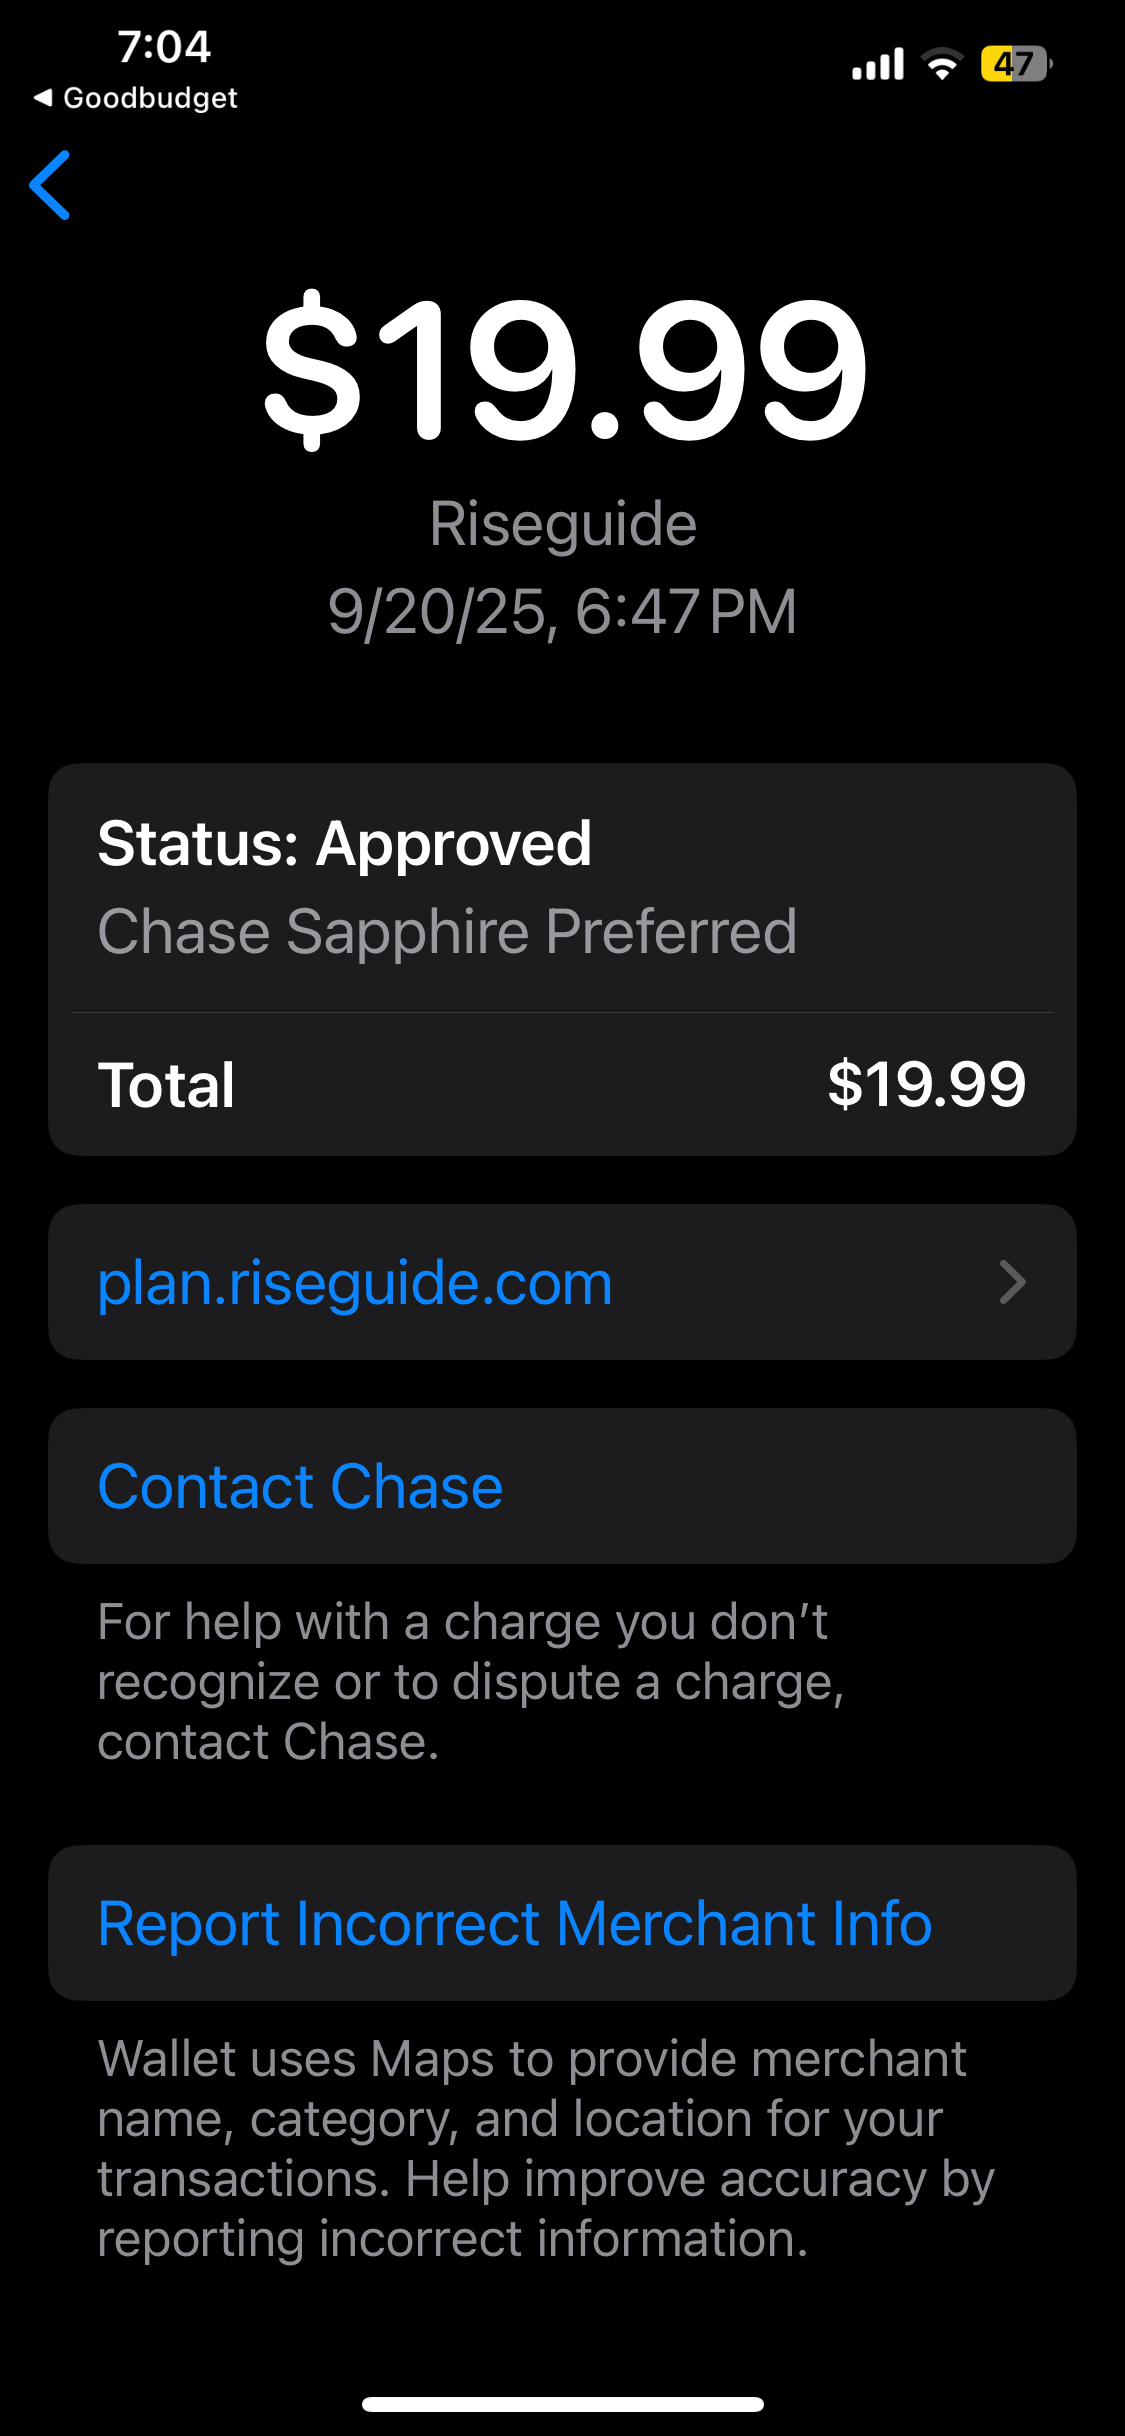 7:04
47
◀ Goodbudget
$19.99
Riseguide
9/20/25, 6:47 PM
Status: Approved
Chase Sapphire Preferred
Total $19.99
plan.riseguide.com
Contact Chase
For help with a charge you don’t
recognize or to dispute a charge,
contact Chase.
Report Incorrect Merchant Info
Wallet uses Maps to provide merchant
name, category, and location for your
transactions. Help improve accuracy by
reporting incorrect information.